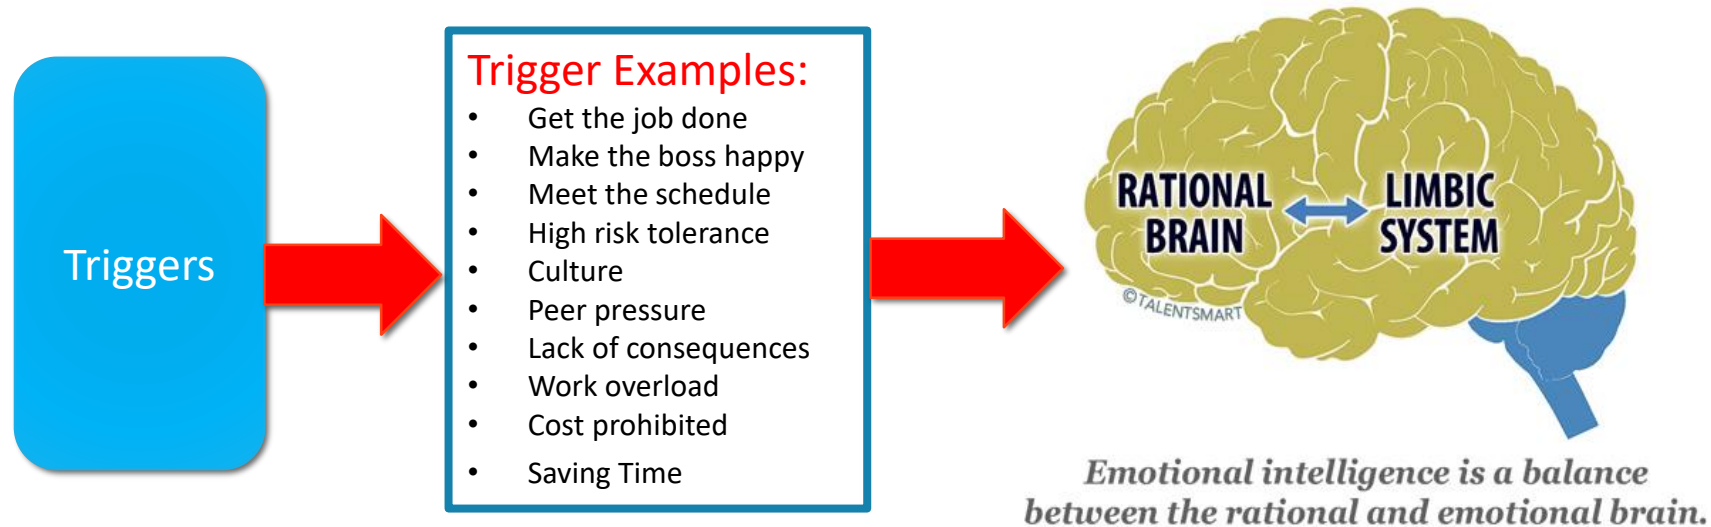 Triggers
Trigger Examples:
• Get the job done
• Make the boss happy
• Meet the schedule
• High risk tolerance
• Culture
• Peer pressure
• Lack of consequences
• Work overload
• Cost prohibited
• Saving Time
RATIONAL
BRAIN
LIMBIC
SYSTEM
©TALENTSMART
Emotional intelligence is a balance
between the rational and emotional brain.